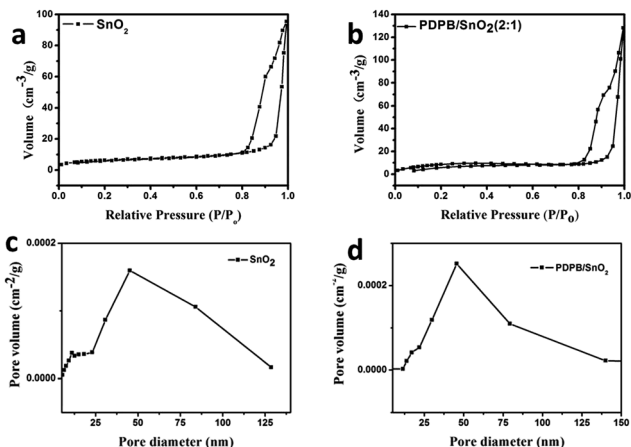 a
SnO₂
Volume (cm⁻³/g)
100
80
60
40
20
0
0.0 0.2 0.4 0.6 0.8 1.0
Relative Pressure (P/Pₒ)
b
PDPB/SnO₂(2:1)
Volume (cm⁻³/g)
140
120
100
80
60
40
20
0
0.0 0.2 0.4 0.6 0.8 1.0
Relative Pressure (P/P₀)
c
SnO₂
Pore volume (cm⁻²/g)
0.0002
0.0000
25 50 75 100 125
Pore diameter (nm)
d
PDPB/SnO₂
Pore volume (cm⁻²/g)
0.0002
0.0000
25 50 75 100 125 150
Pore diameter (nm)